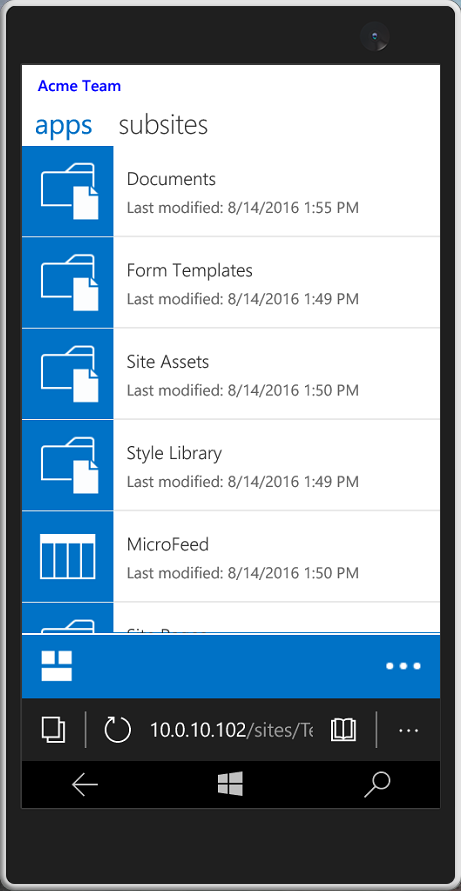 Acme Team
apps subsites
Documents
Last modified: 8/14/2016 1:55 PM
Form Templates
Last modified: 8/14/2016 1:49 PM
Site Assets
Last modified: 8/14/2016 1:50 PM
Style Library
Last modified: 8/14/2016 1:49 PM
MicroFeed
Last modified: 8/14/2016 1:50 PM
10.0.10.102/sites/Te